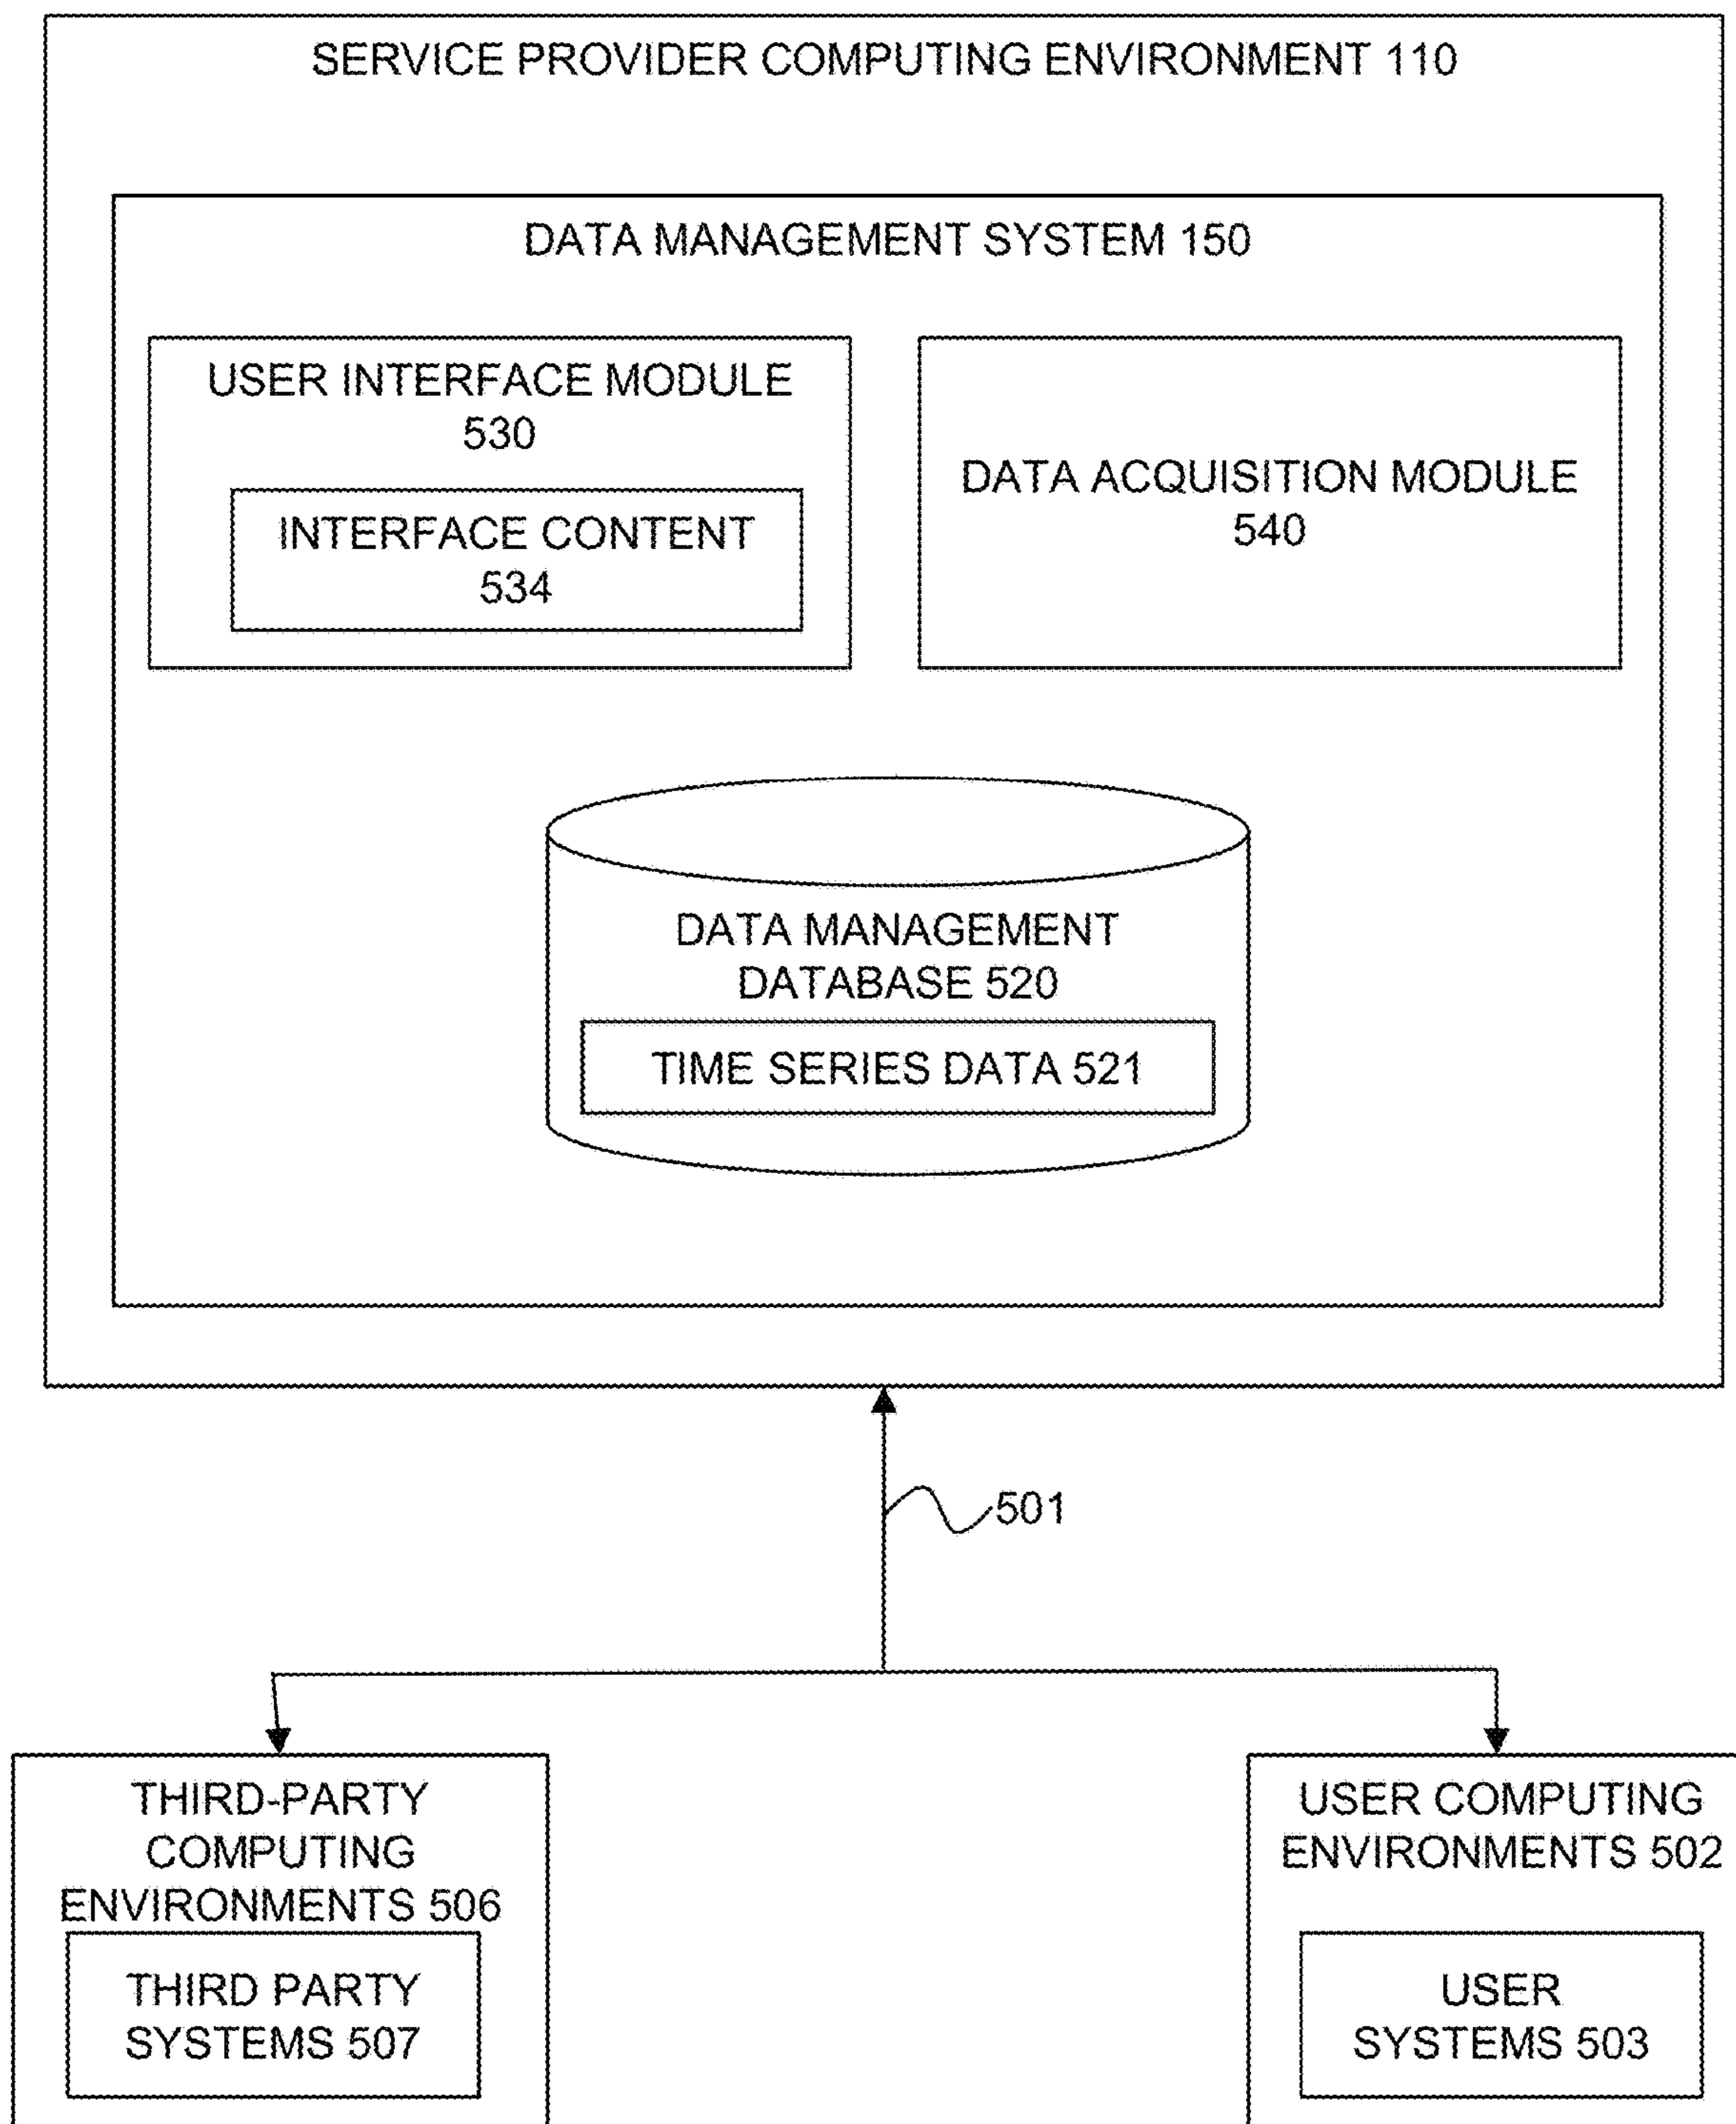 SERVICE PROVIDER COMPUTING ENVIRONMENT 110
DATA MANAGEMENT SYSTEM 150
USER INTERFACE MODULE
530
INTERFACE CONTENT
534
DATA ACQUISITION MODULE
540
DATA MANAGEMENT
DATABASE 520
TIME SERIES DATA 521
501
THIRD-PARTY
COMPUTING
ENVIRONMENTS 506
THIRD PARTY
SYSTEMS 507
USER COMPUTING
ENVIRONMENTS 502
USER
SYSTEMS 503